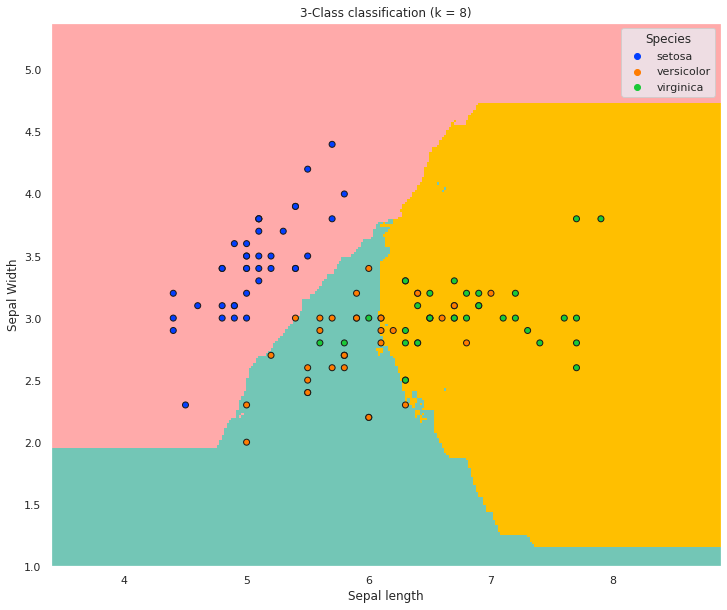 3-Class classification (k = 8)
Species
setosa
versicolor
virginica
Sepal Width
5.0
4.5
4.0
3.5
3.0
2.5
2.0
1.5
1.0
4 5 6 7 8
Sepal length